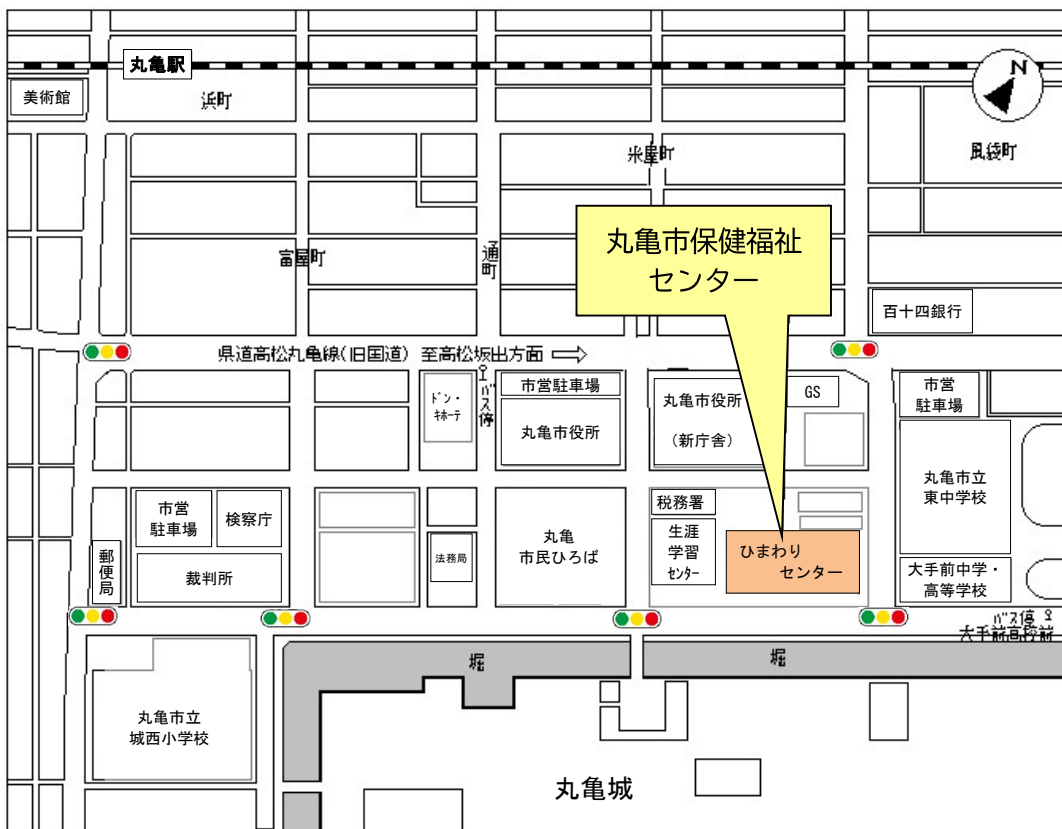 丸亀駅
N
美術館
浜町
米屋町
風袋町
丸亀市保健福祉
センター
富屋町
通町
百十四銀行
県道高松丸亀線(旧国道) 至高松坂出方面
バス停
ドン・
キホーテ
市営駐車場
丸亀市役所
丸亀市役所
(新庁舎)
GS
市営
駐車場
丸亀市立
東中学校
市営
駐車場
検察庁
郵便局
裁判所
法務局
丸亀
市民ひろば
税務署
生涯
学習
センター
ひまわり
センター
大手前中学・
高等学校
バス停
大手前高校前
堀
堀
丸亀市立
城西小学校
丸亀城